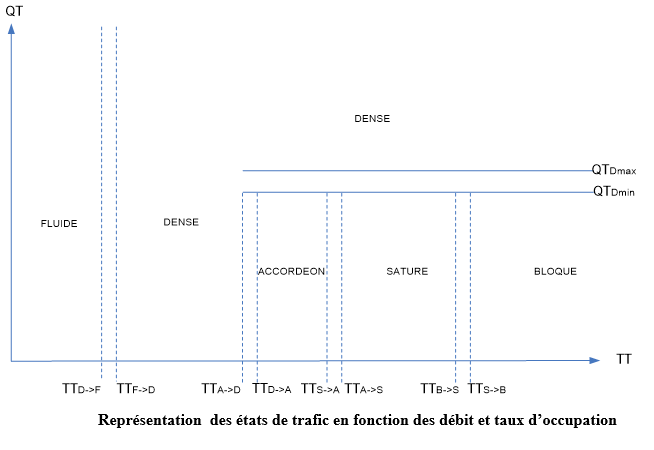 QT
DENSE
QTDmax
QTDmin
FLUIDE
DENSE
ACCORDEON
SATURE
BLOQUE
TT
TTD->F
TTF->D
TTA->D
TTD->A
TTS->A
TTA->S
TTB->S
TTS->B
Représentation des états de trafic en fonction des débit et taux d’occupation